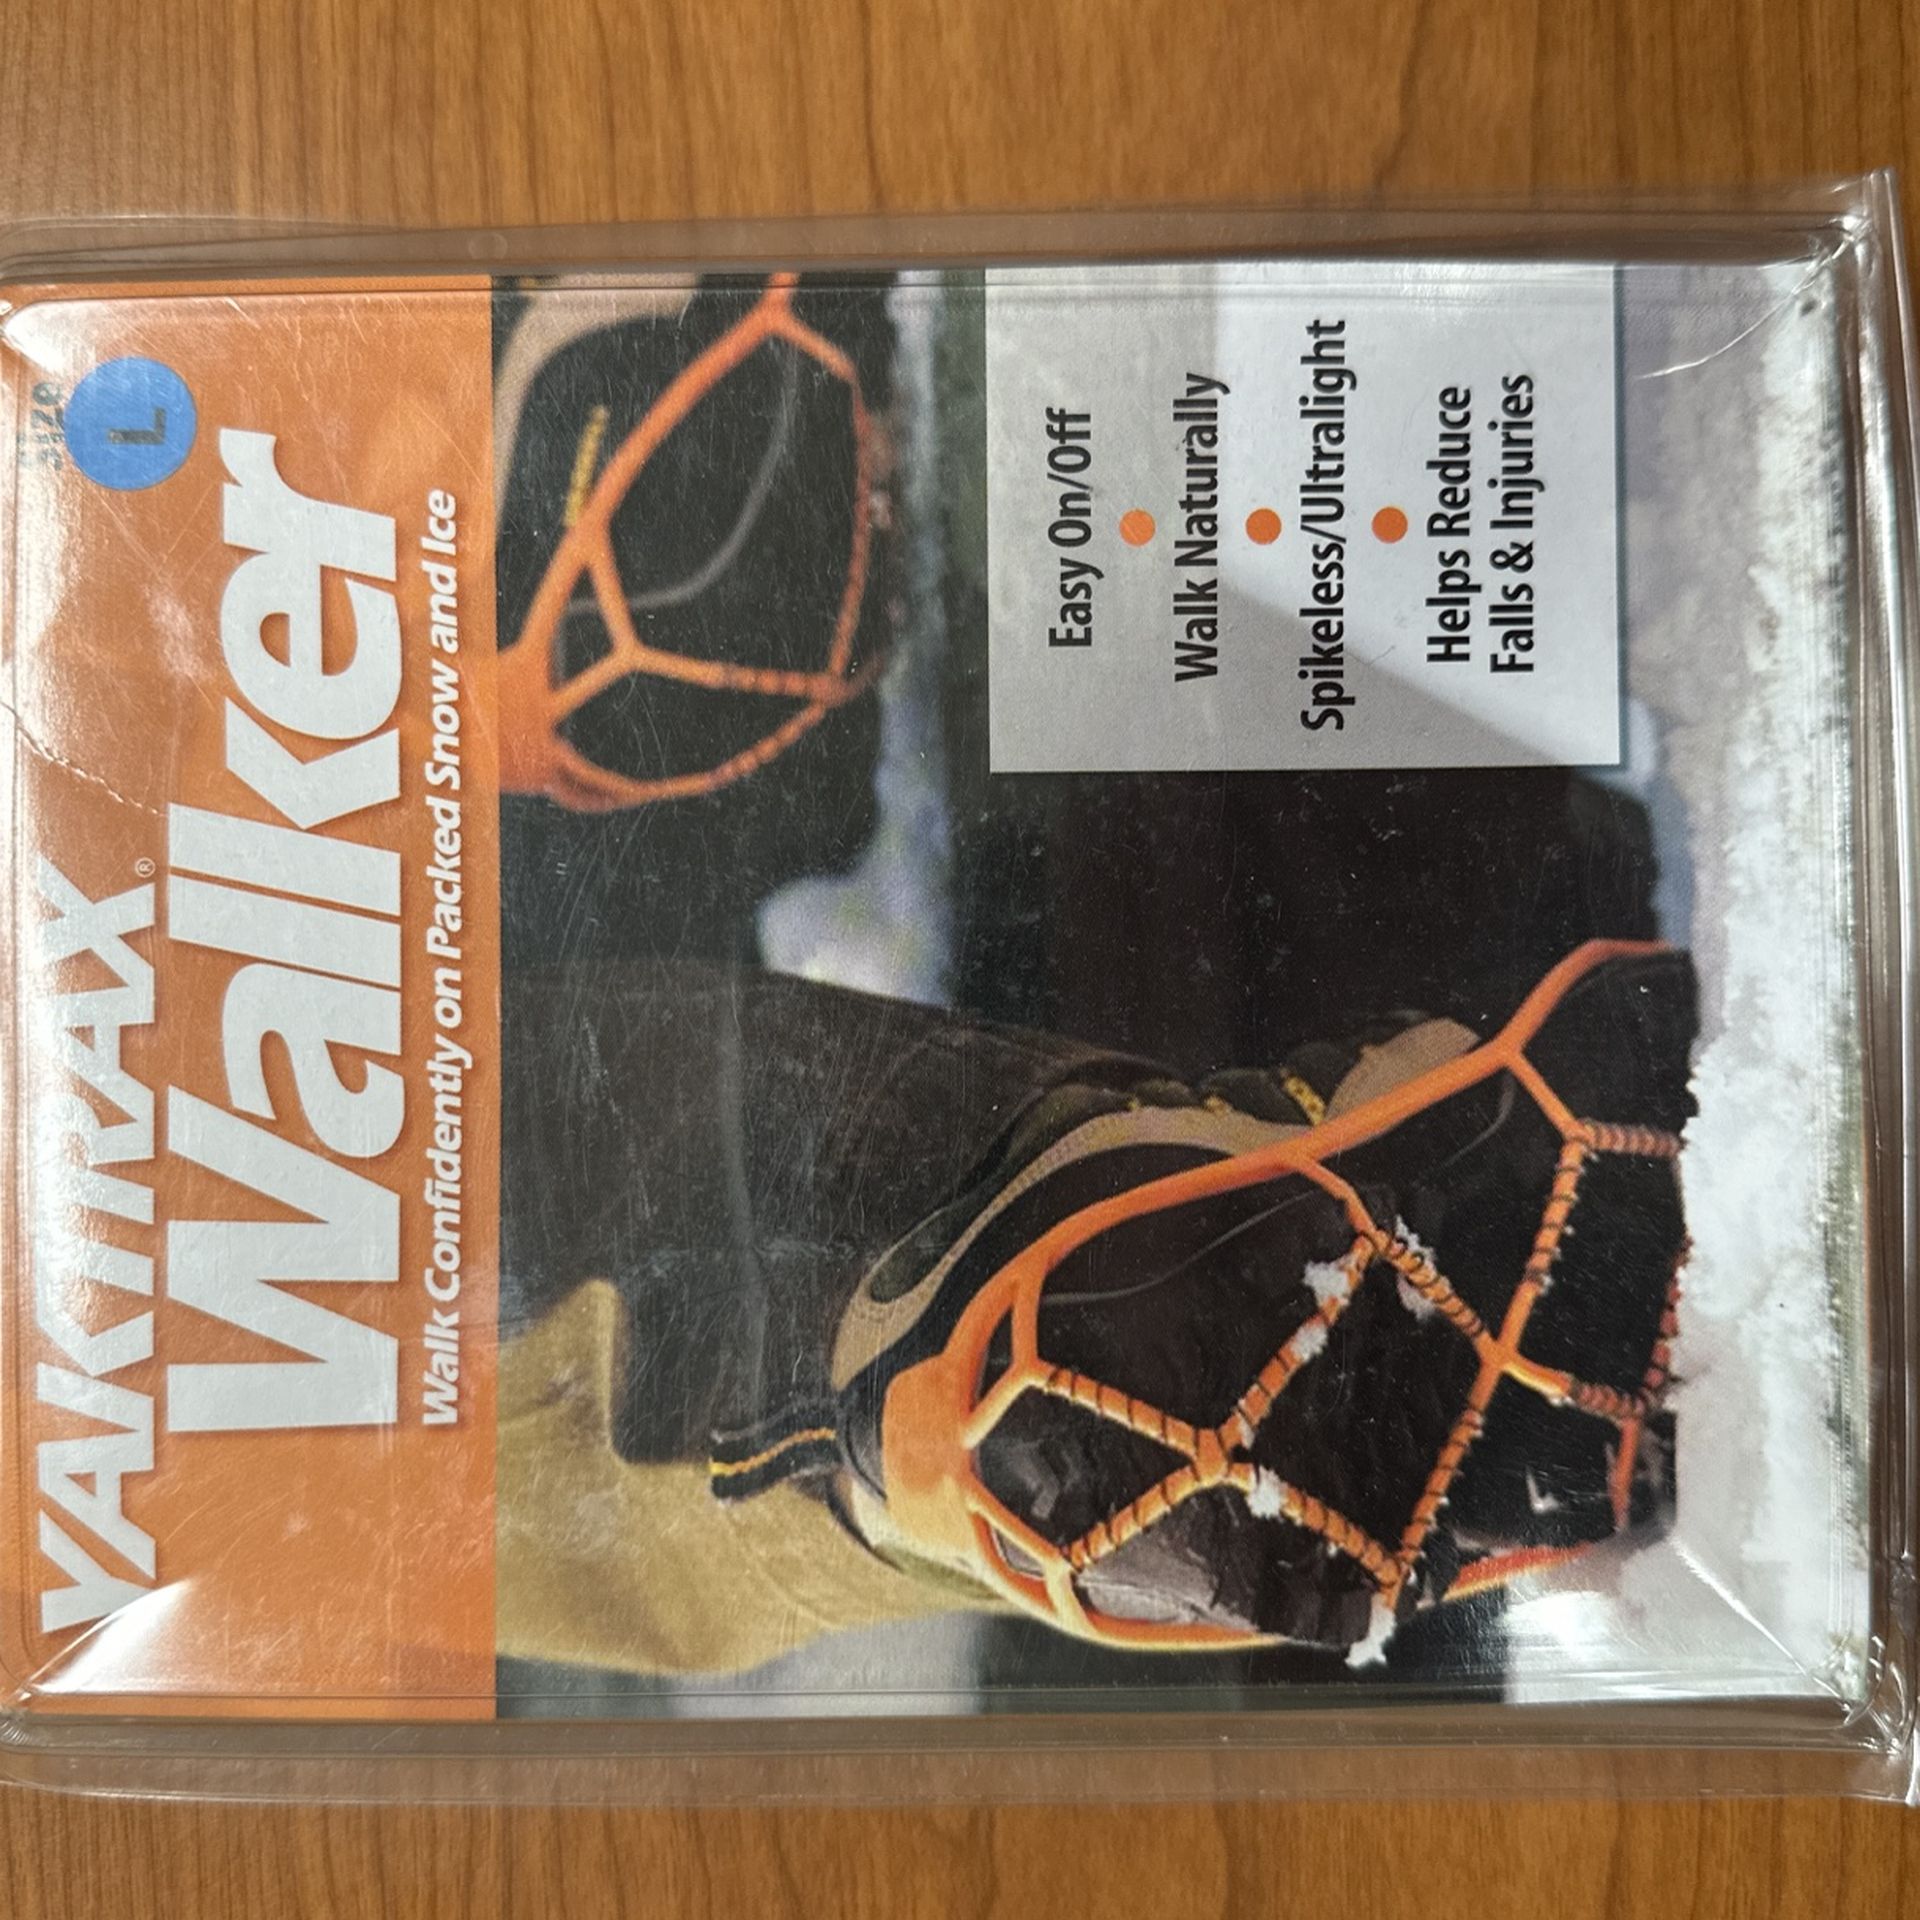 Size
L
YAKTRAX®
Walker
Walk Confidently on Packed Snow and Ice
Easy On/Off
Walk Naturally
Spikeless/Ultralight
Helps Reduce
Falls & Injuries